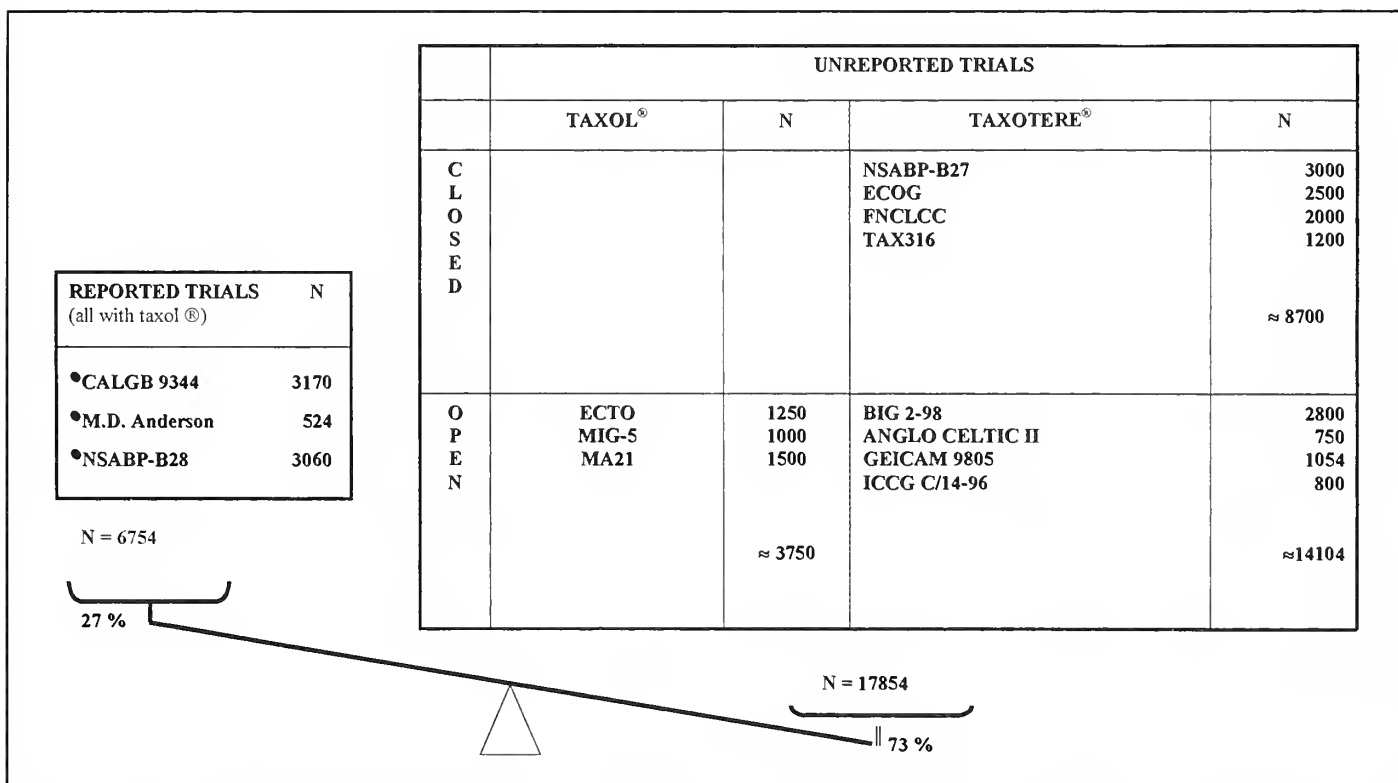 UNREPORTED TRIALS
TAXOL® N TAXOTERE® N
CLOSED
NSABP-B27 3000
ECOG 2500
FNCLCC 2000
TAX316 1200
≈ 8700
OPEN
ECTO 1250 BIG 2-98 2800
MIG-5 1000 ANGLO CELTIC II 750
MA21 1500 GEICAM 9805 1054
ICCG C/14-96 800
≈ 3750 ≈14104
REPORTED TRIALS N
(all with taxol ®)
•CALGB 9344 3170
•M.D. Anderson 524
•NSABP-B28 3060
N = 6754
27 %
N = 17854
73 %